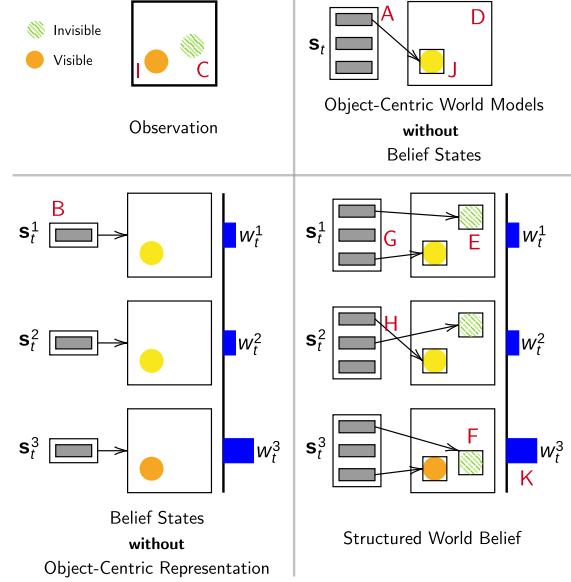 Invisible
Visible
I
C
Observation
A
D
s_t
J
Object-Centric World Models
without
Belief States
B
s_t^1
w_t^1
s_t^2
w_t^2
s_t^3
w_t^3
Belief States
without
Object-Centric Representation
s_t^1
G
E
w_t^1
H
s_t^2
w_t^2
F
s_t^3
w_t^3
K
Structured World Belief